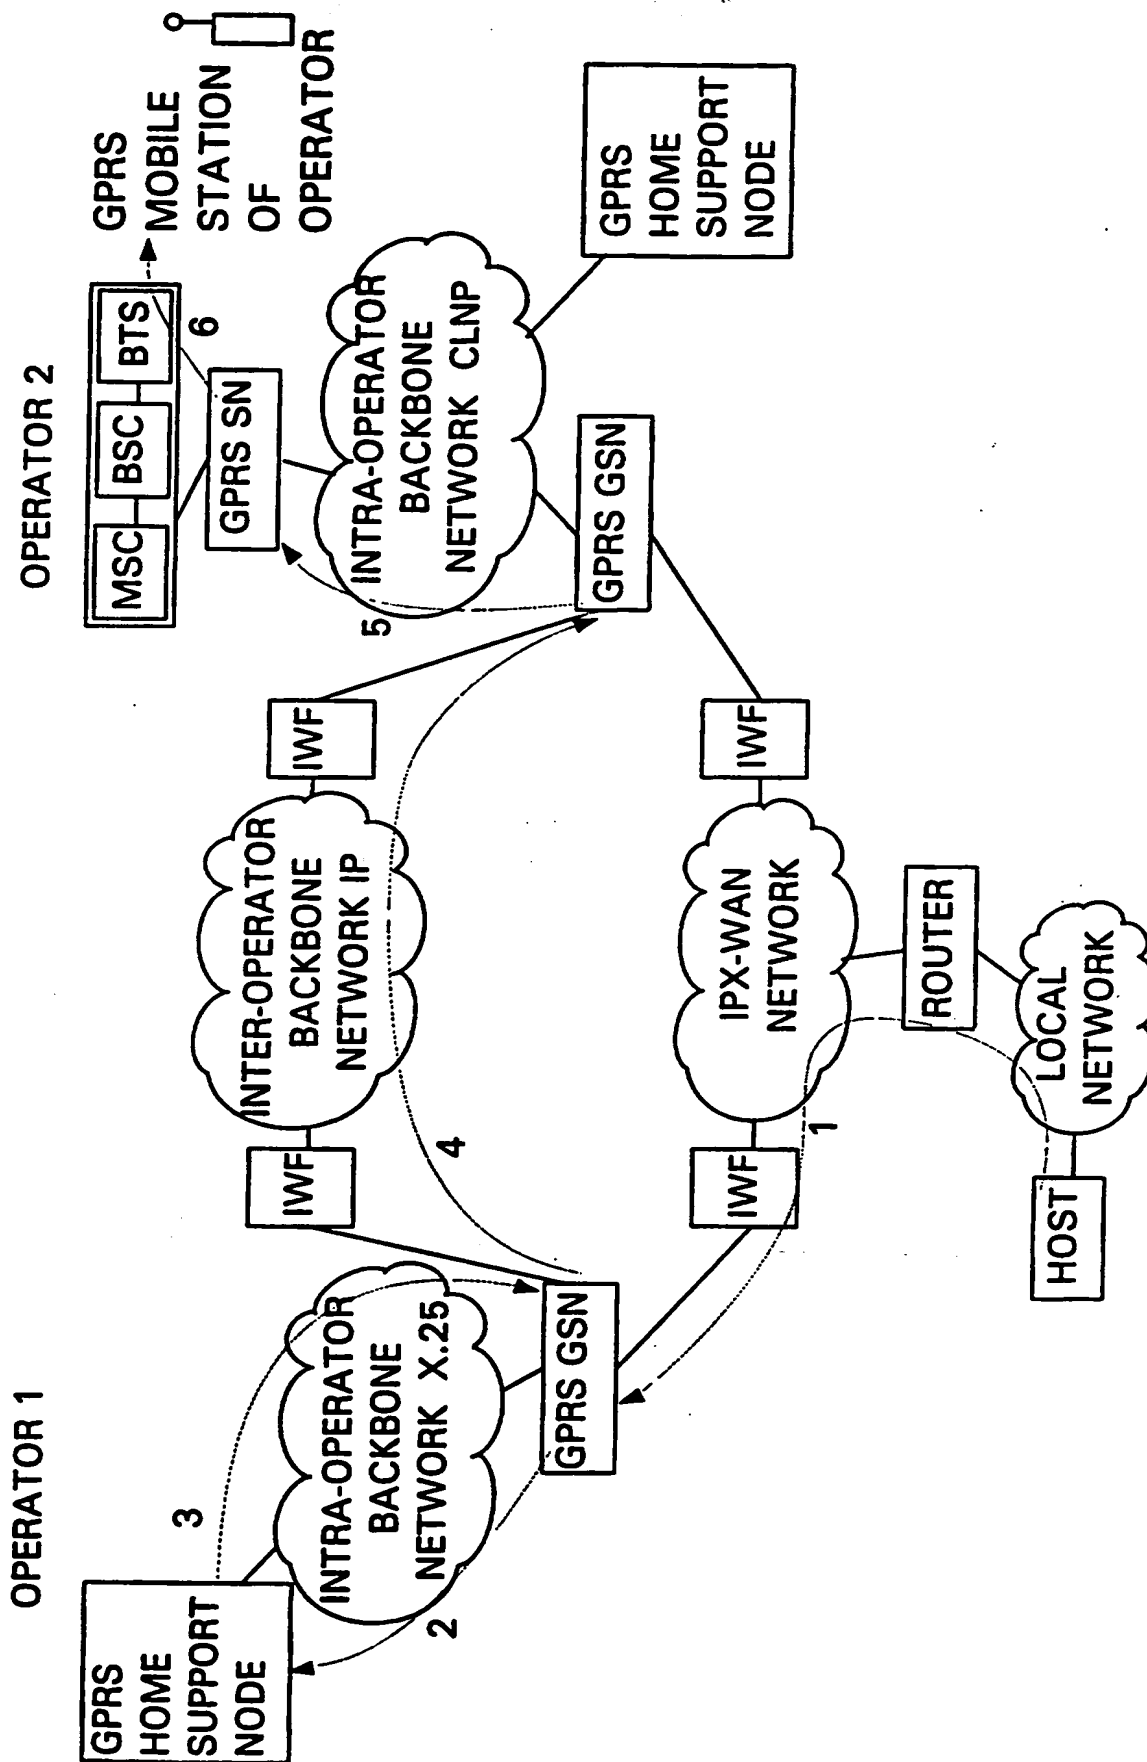 OPERATOR 1
OPERATOR 2
GPRS
HOME
SUPPORT
NODE
3
2
INTRA-OPERATOR
BACKBONE
NETWORK X.25
GPRS GSN
IWF
4
INTER-OPERATOR
BACKBONE
NETWORK IP
IWF
MSC
BSC
BTS
6
GPRS
MOBILE
STATION
OF
OPERATOR
GPRS SN
5
INTRA-OPERATOR
BACKBONE
NETWORK CLNP
GPRS GSN
GPRS
HOME
SUPPORT
NODE
IWF
1
IPX-WAN
NETWORK
IWF
ROUTER
HOST
LOCAL
NETWORK